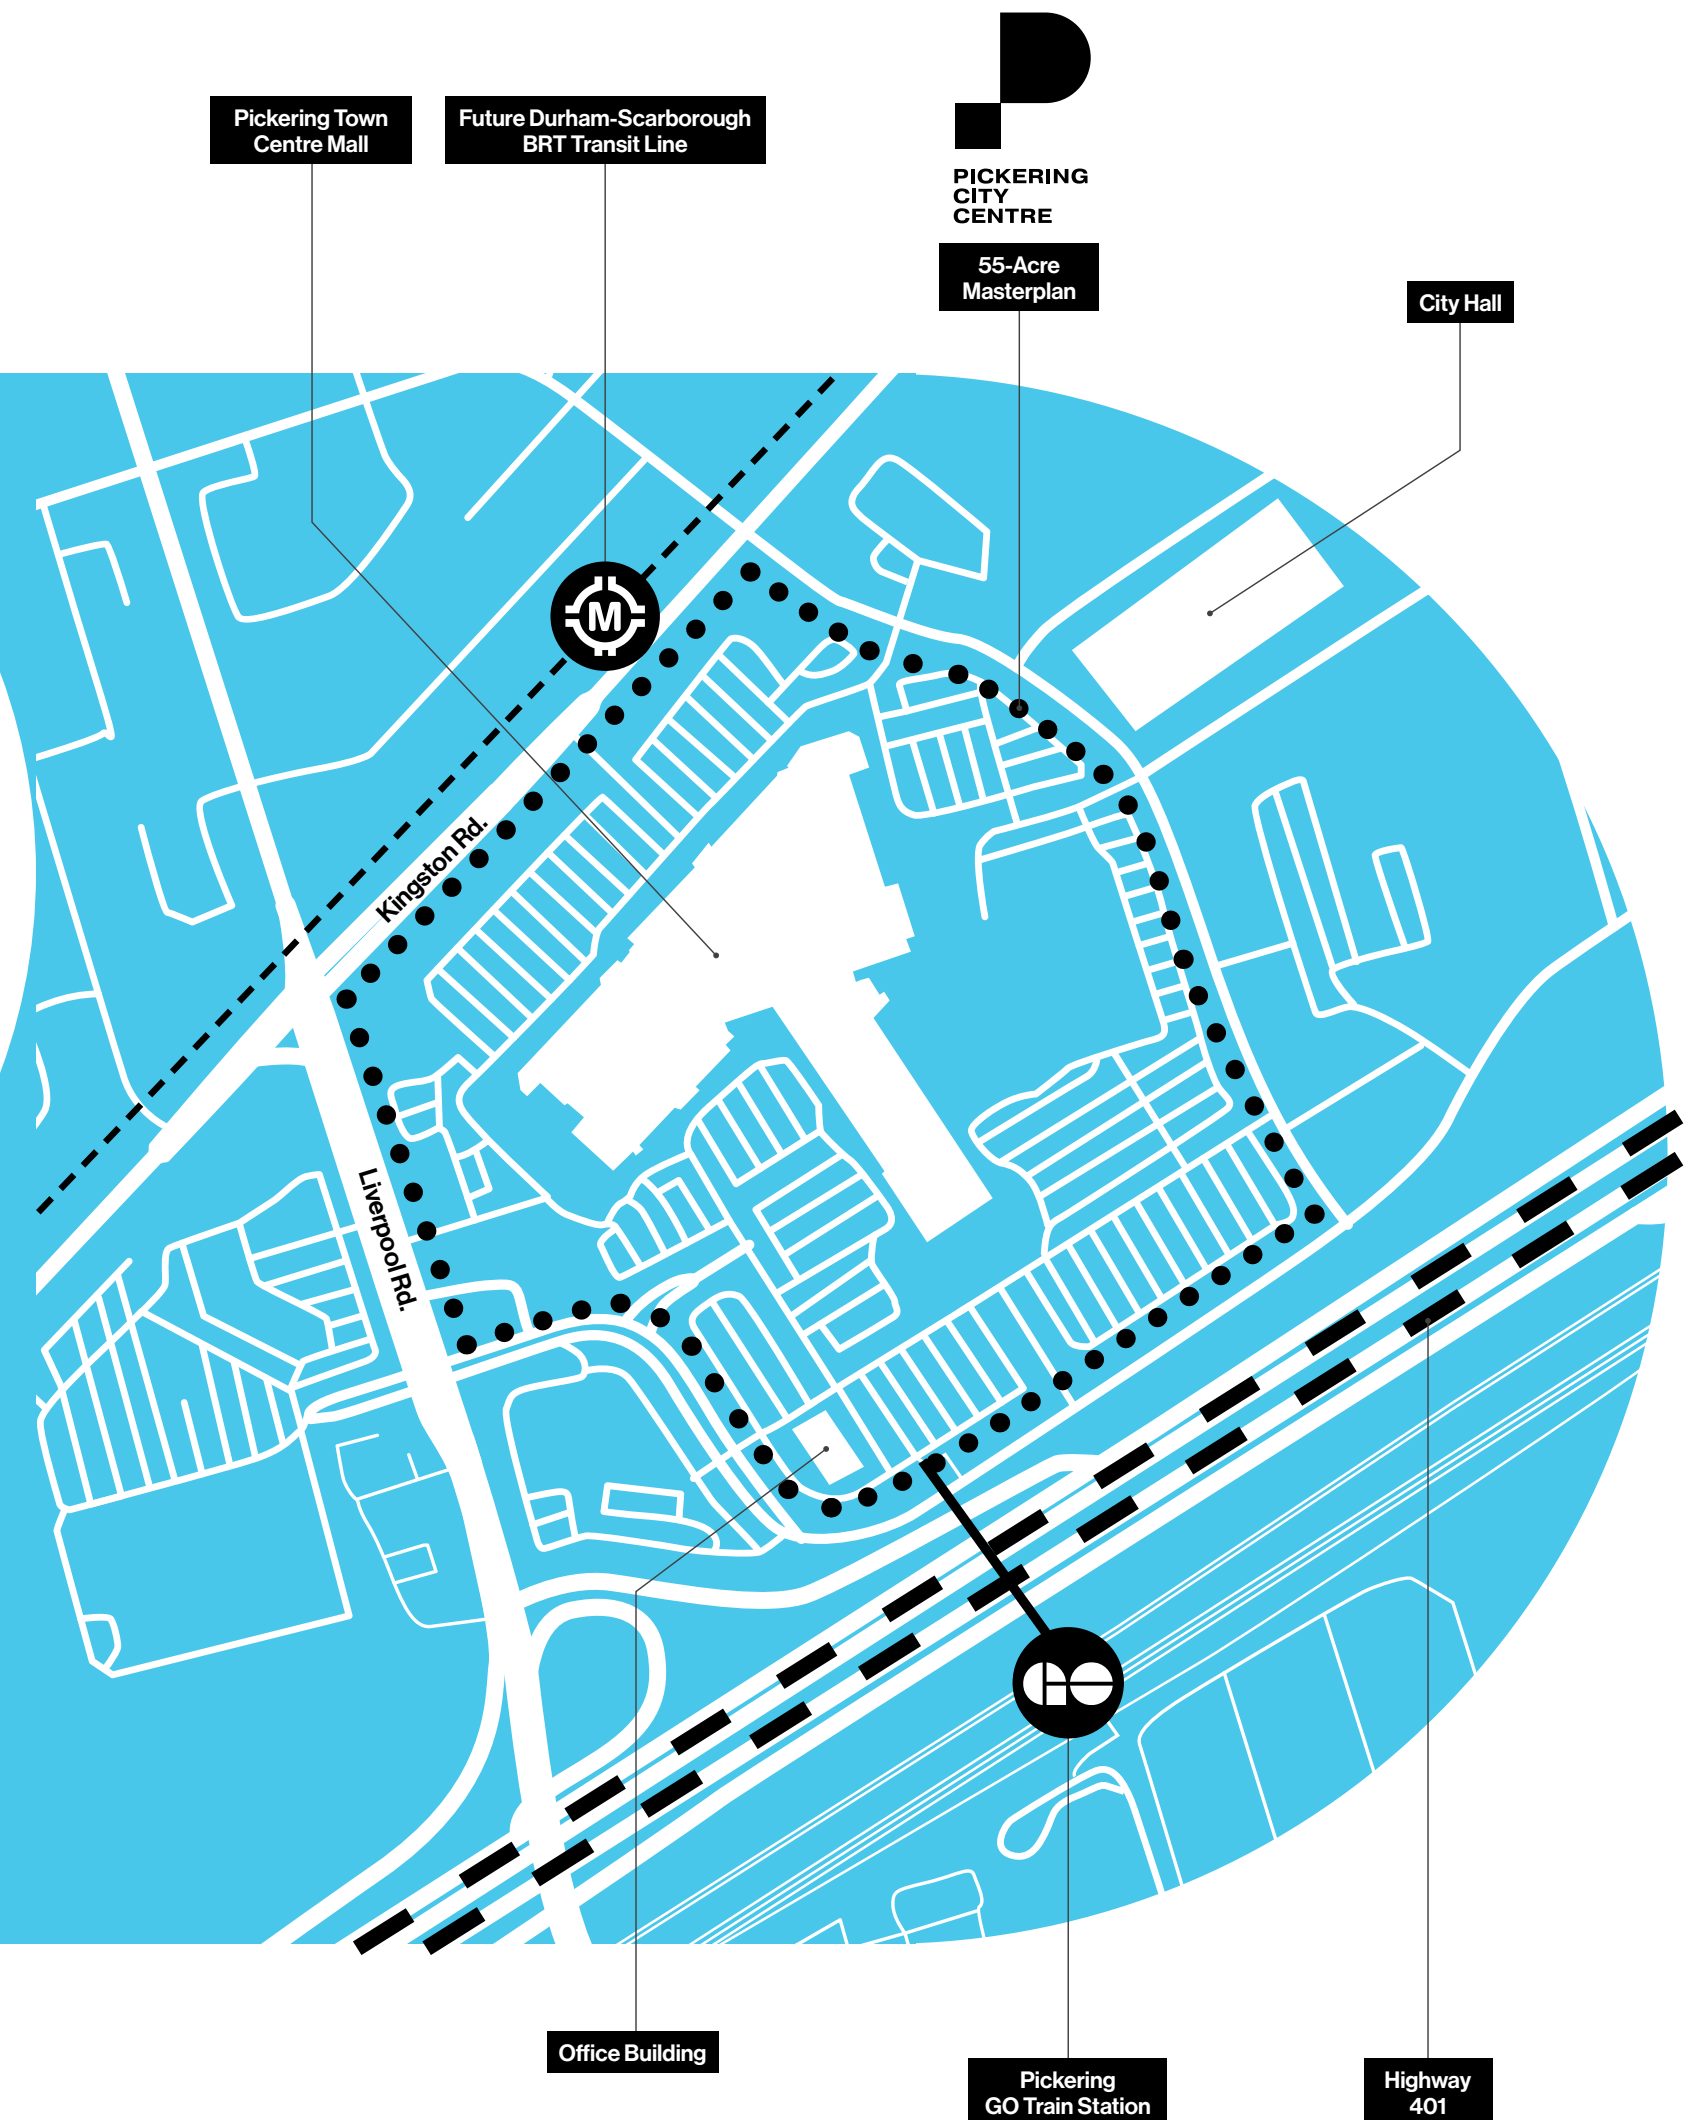 Pickering Town
Centre Mall
Future Durham-Scarborough
BRT Transit Line
PICKERING
CITY
CENTRE
55-Acre
Masterplan
City Hall
M
Kingston Rd.
Liverpool Rd.
GO
Office Building
Pickering
GO Train Station
Highway
401